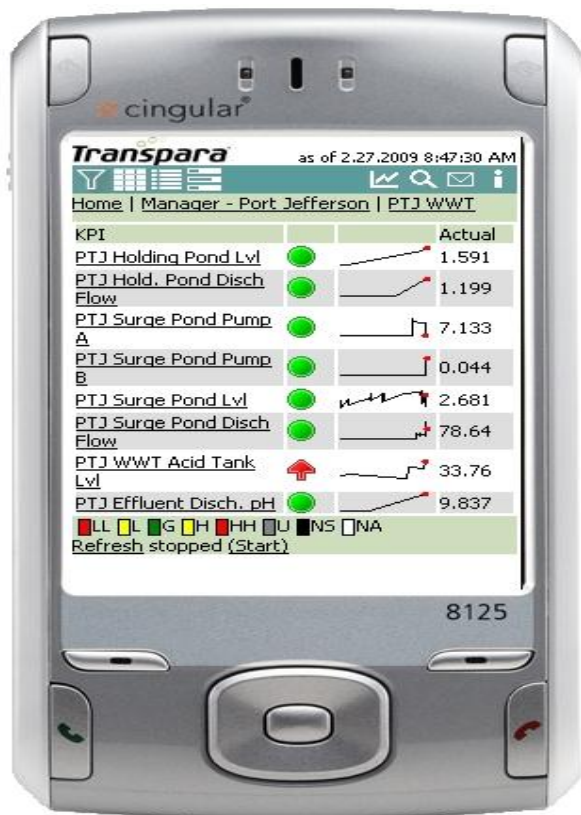 cingular®
Transpara as of 2.27.2009 8:47:30 AM
Home | Manager - Port Jefferson | PTJ WWT
KPI Actual
PTJ Holding Pond Lvl 1.591
PTJ Hold. Pond Disch
Flow 1.199
PTJ Surge Pond Pump
A 7.133
PTJ Surge Pond Pump
B 0.044
PTJ Surge Pond Lvl 2.681
PTJ Surge Pond Disch
Flow 78.64
PTJ WWT Acid Tank
Lvl 33.76
PTJ Effluent Disch. pH 9.837
LL L G H HH U NS NA
Refresh stopped (Start)
8125